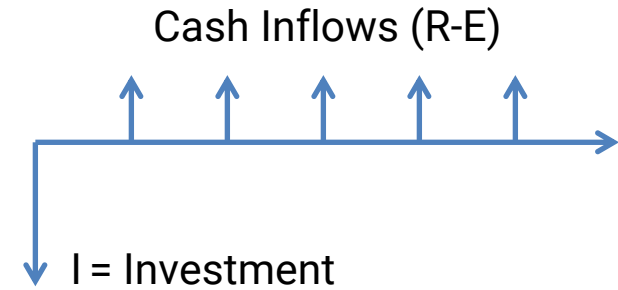 Cash Inflows (R-E)
I = Investment